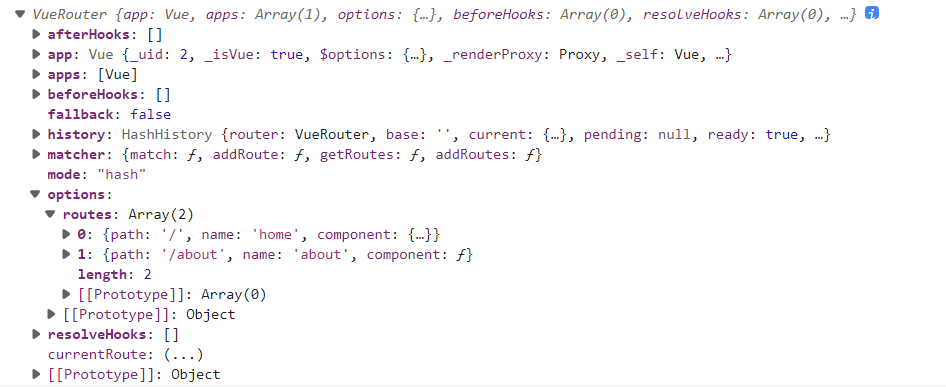 VueRouter {app: Vue, apps: Array(1), options: {…}, beforeHooks: Array(0), resolveHooks: Array(0), …} i
afterHooks: []
app: Vue {_uid: 2, _isVue: true, $options: {…}, _renderProxy: Proxy, _self: Vue, …}
apps: [Vue]
beforeHooks: []
fallback: false
history: HashHistory {router: VueRouter, base: '', current: {…}, pending: null, ready: true, …}
matcher: {match: ƒ, addRoute: ƒ, getRoutes: ƒ, addRoutes: ƒ}
mode: "hash"
options:
routes: Array(2)
0: {path: '/', name: 'home', component: {…}}
1: {path: '/about', name: 'about', component: ƒ}
length: 2
[[Prototype]]: Array(0)
[[Prototype]]: Object
resolveHooks: []
currentRoute: (...)
[[Prototype]]: Object